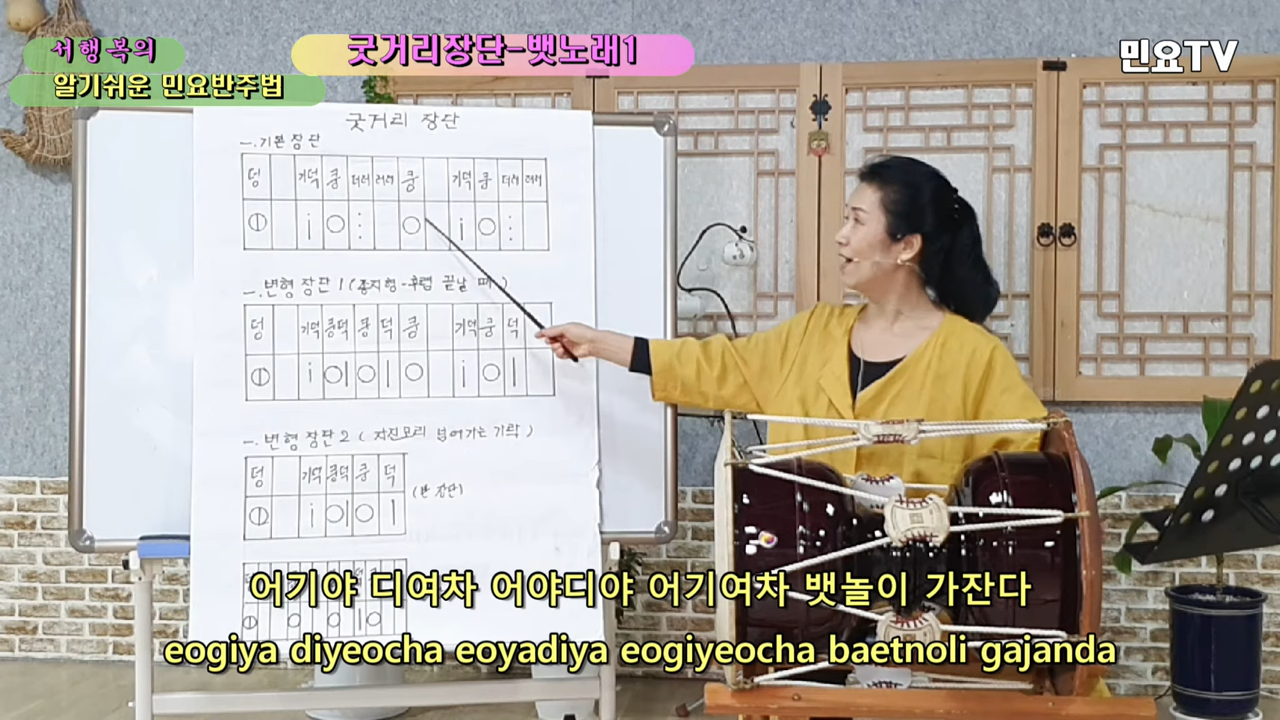 서행복의
알기쉬운 민요반주법
굿거리장단-뱃노래1
민요TV
굿거리 장단
一. 기본 장단
덩 기덕 쿵 더러 러러 쿵 기덕 쿵 더러 러러
一. 변형 장단 1 (종지형-후렴 끝날 때)
덩 기덕 쿵덕 쿵 덕 쿵 기덕 쿵 덕
一. 변형 장단 2 ( 자진모리 넘어가는 가락 )
덩 기덕 쿵덕 쿵 덕
(반 장단)
어기야 디여차 어야디야 어기여차 뱃놀이 가잔다
eogiya diyeocha eoyadiya eogiyeocha baetnoli gajanda